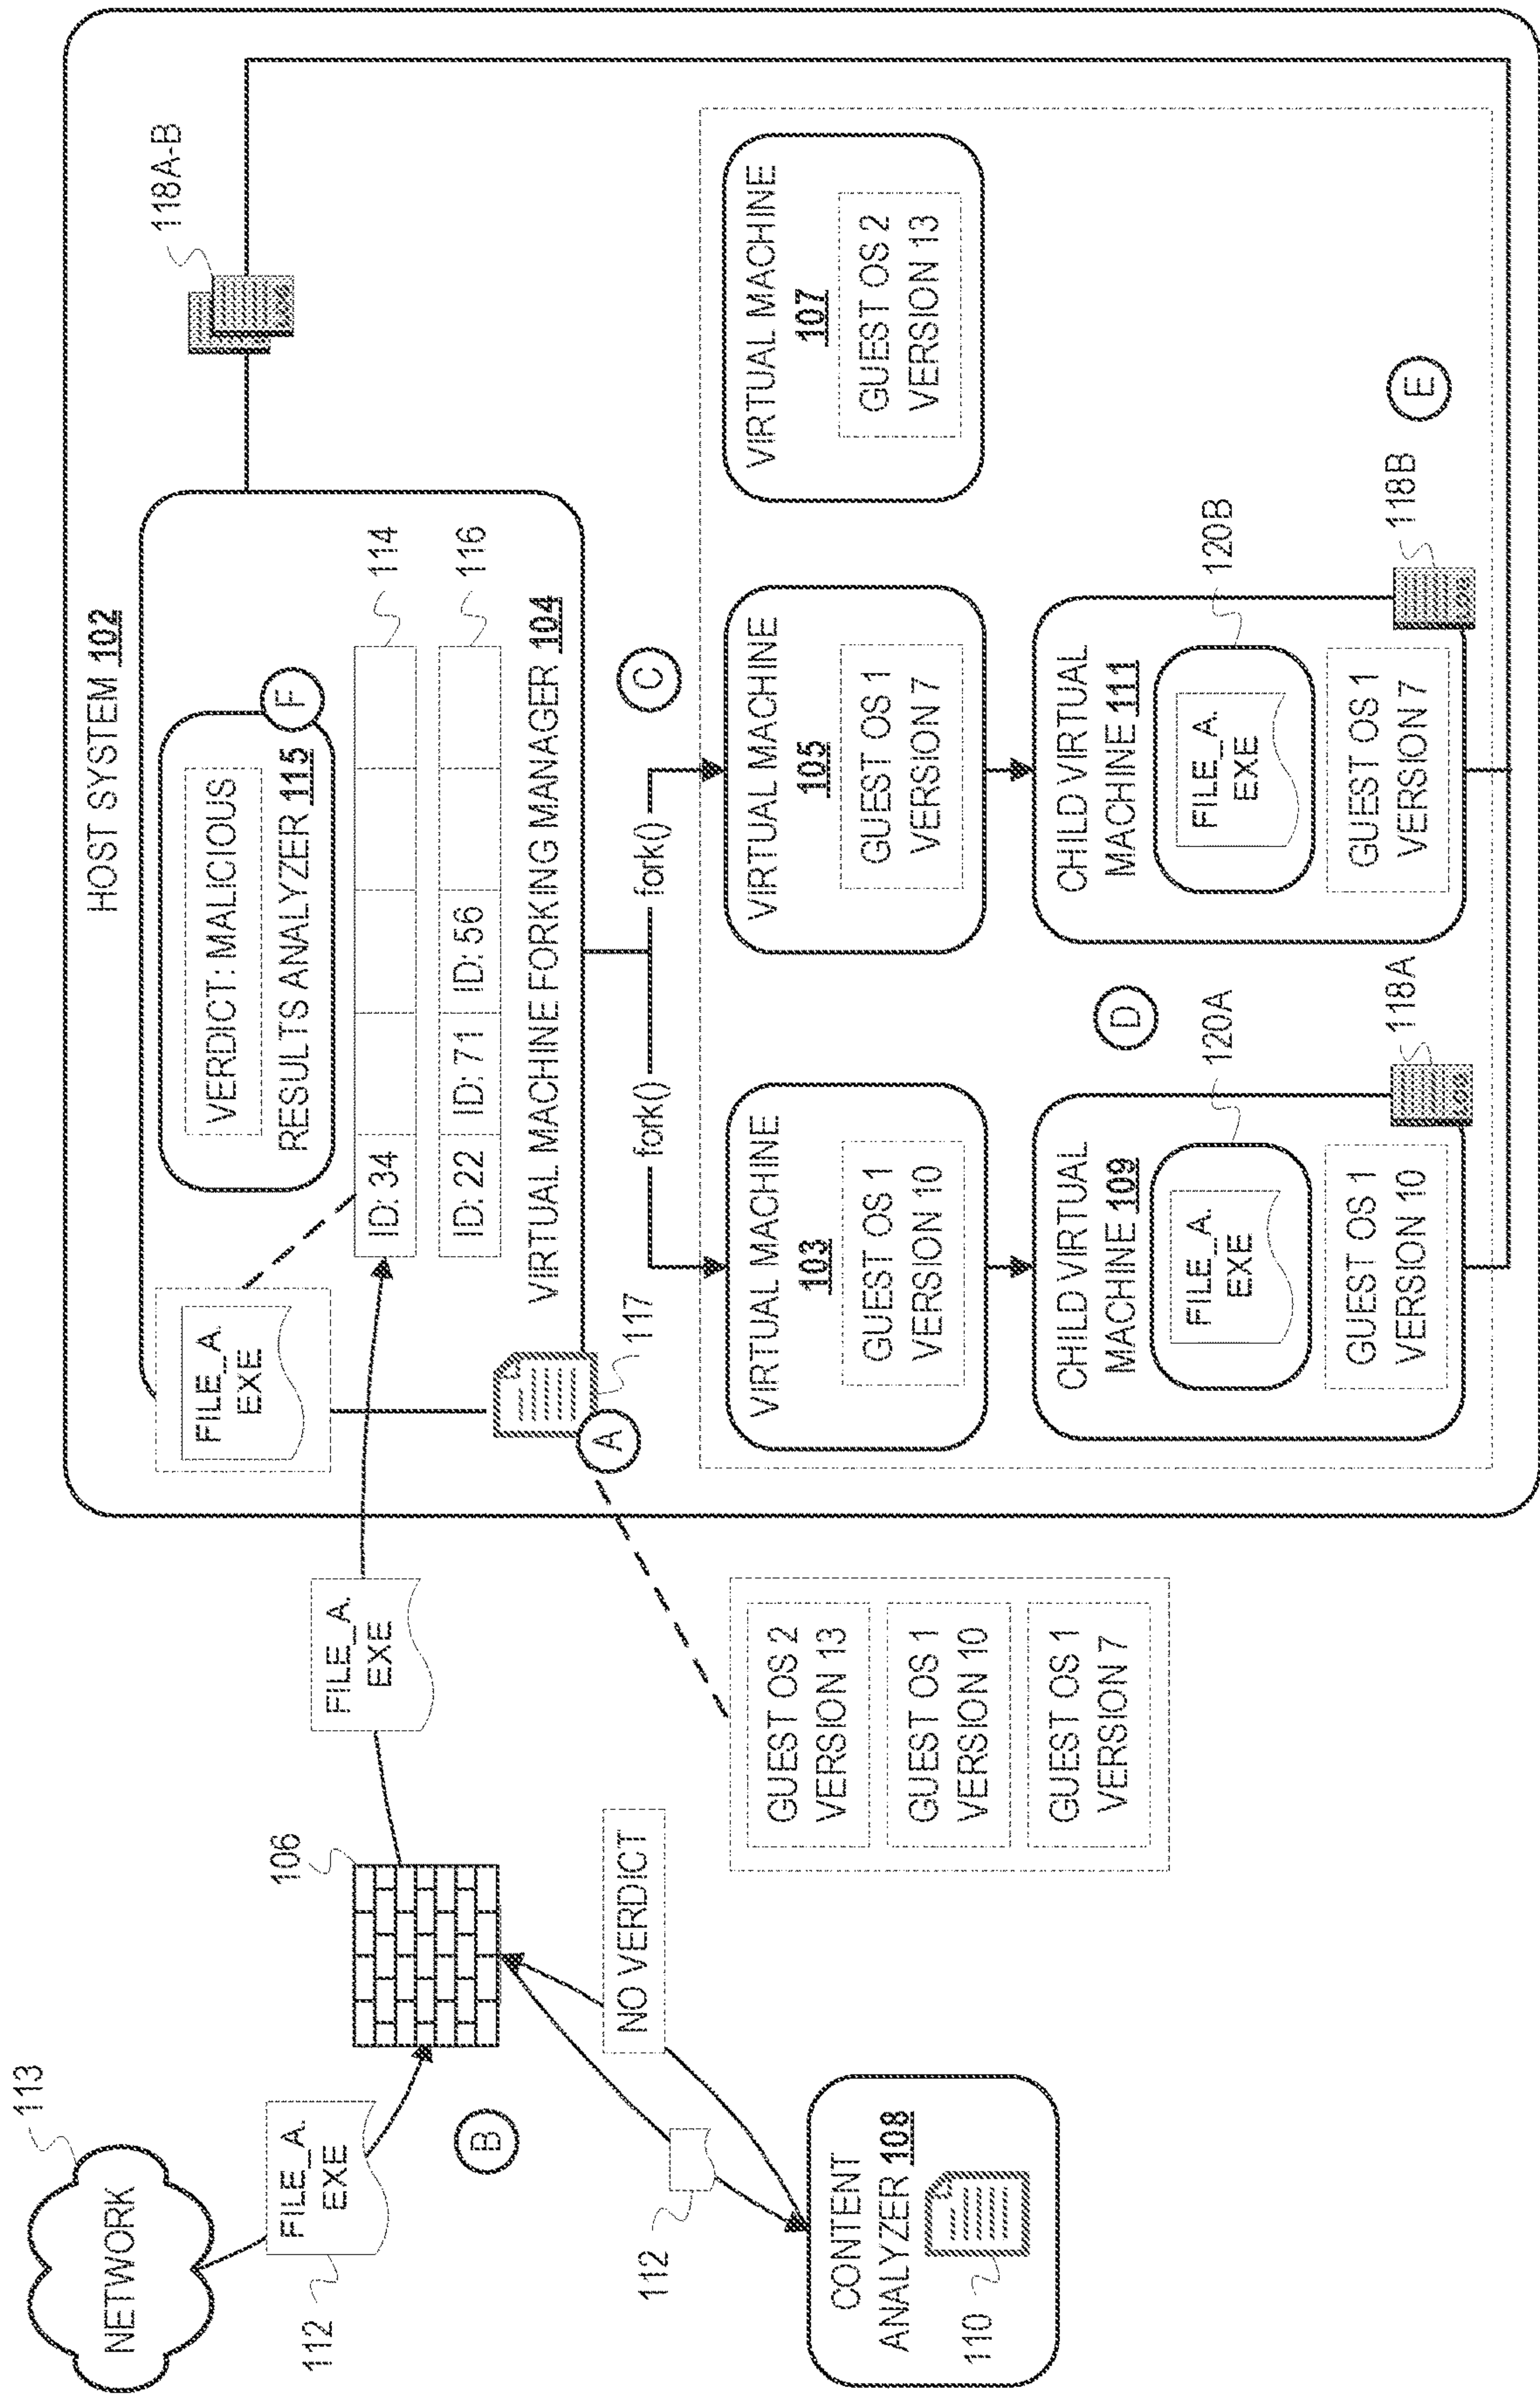 HOST SYSTEM 102
118A-B
VERDICT: MALICIOUS
RESULTS ANALYZER 115
F
FILE_A.
EXE
ID: 34
114
ID: 22
ID: 71
ID: 56
116
VIRTUAL MACHINE FORKING MANAGER 104
117
A
fork()
fork()
C
VIRTUAL MACHINE
103
GUEST OS 1
VERSION 10
VIRTUAL MACHINE
105
GUEST OS 1
VERSION 7
VIRTUAL MACHINE
107
GUEST OS 2
VERSION 13
D
CHILD VIRTUAL
MACHINE 109
FILE_A.
EXE
120A
GUEST OS 1
VERSION 10
118A
CHILD VIRTUAL
MACHINE 111
FILE_A.
EXE
120B
GUEST OS 1
VERSION 7
118B
E
113
NETWORK
FILE_A.
EXE
112
B
106
FILE_A.
EXE
NO VERDICT
112
CONTENT
ANALYZER 108
110
GUEST OS 2
VERSION 13
GUEST OS 1
VERSION 10
GUEST OS 1
VERSION 7